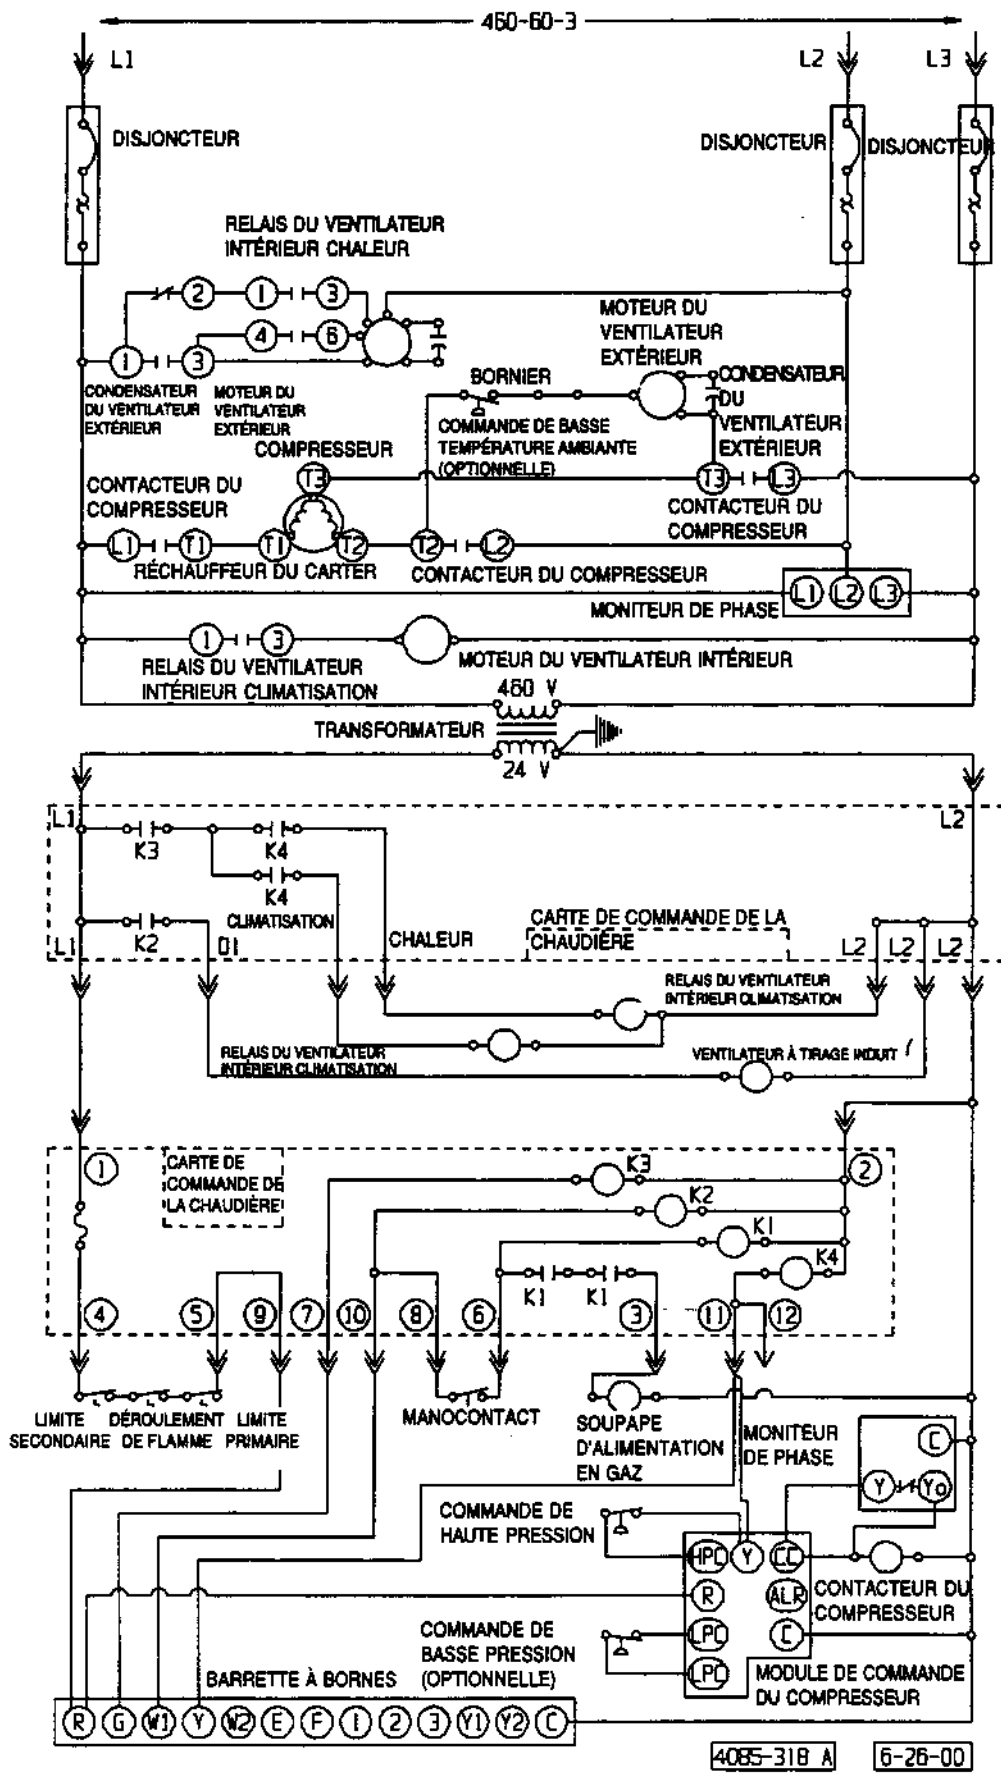 460-60-3
L1
L2
L3
DISJONCTEUR
DISJONCTEUR
DISJONCTEUR
RELAIS DU VENTILATEUR
INTÉRIEUR CHALEUR
2
1
3
4
6
1
3
MOTEUR DU
VENTILATEUR
EXTÉRIEUR
CONDENSATEUR
DU VENTILATEUR
EXTÉRIEUR
MOTEUR DU
VENTILATEUR
EXTÉRIEUR
BORNIER
CONDENSATEUR
DU
VENTILATEUR
EXTÉRIEUR
COMMANDE DE BASSE
TEMPÉRATURE AMBIANTE
(OPTIONNELLE)
COMPRESSEUR
T3
T3
L3
CONTACTEUR DU
COMPRESSEUR
CONTACTEUR DU
COMPRESSEUR
L1
T1
T1
T2
T2
L2
RÉCHAUFFEUR DU CARTER
CONTACTEUR DU COMPRESSEUR
L1
L2
L3
MONITEUR DE PHASE
1
3
MOTEUR DU VENTILATEUR INTÉRIEUR
RELAIS DU VENTILATEUR
INTÉRIEUR CLIMATISATION
460 V
TRANSFORMATEUR
24 V
L1
L2
K3
K4
K4
CLIMATISATION
CARTE DE COMMANDE DE LA
CHAUDIÈRE
L1
K2
D1
CHALEUR
L2
L2
L2
RELAIS DU VENTILATEUR
INTÉRIEUR CLIMATISATION
RELAIS DU VENTILATEUR
INTÉRIEUR CLIMATISATION
VENTILATEUR À TIRAGE INDUIT
1
CARTE DE
COMMANDE DE
LA CHAUDIÈRE
K3
2
K2
K1
K4
K1
K1
4
5
9
7
10
8
6
3
11
12
LIMITE
SECONDAIRE
DÉROULEMENT
DE FLAMME
LIMITE
PRIMAIRE
MANOCONTACT
SOUPAPE
D'ALIMENTATION
EN GAZ
MONITEUR
DE PHASE
C
Y
Yo
COMMANDE DE
HAUTE PRESSION
HPC
Y
CC
R
ALR
CONTACTEUR DU
COMPRESSEUR
COMMANDE DE
BASSE PRESSION
(OPTIONNELLE)
LPC
C
LPC
MODULE DE COMMANDE
DU COMPRESSEUR
BARRETTE À BORNES
R
G
W1
Y
W2
E
F
1
2
3
Y1
Y2
C
4085-318 A
6-26-00